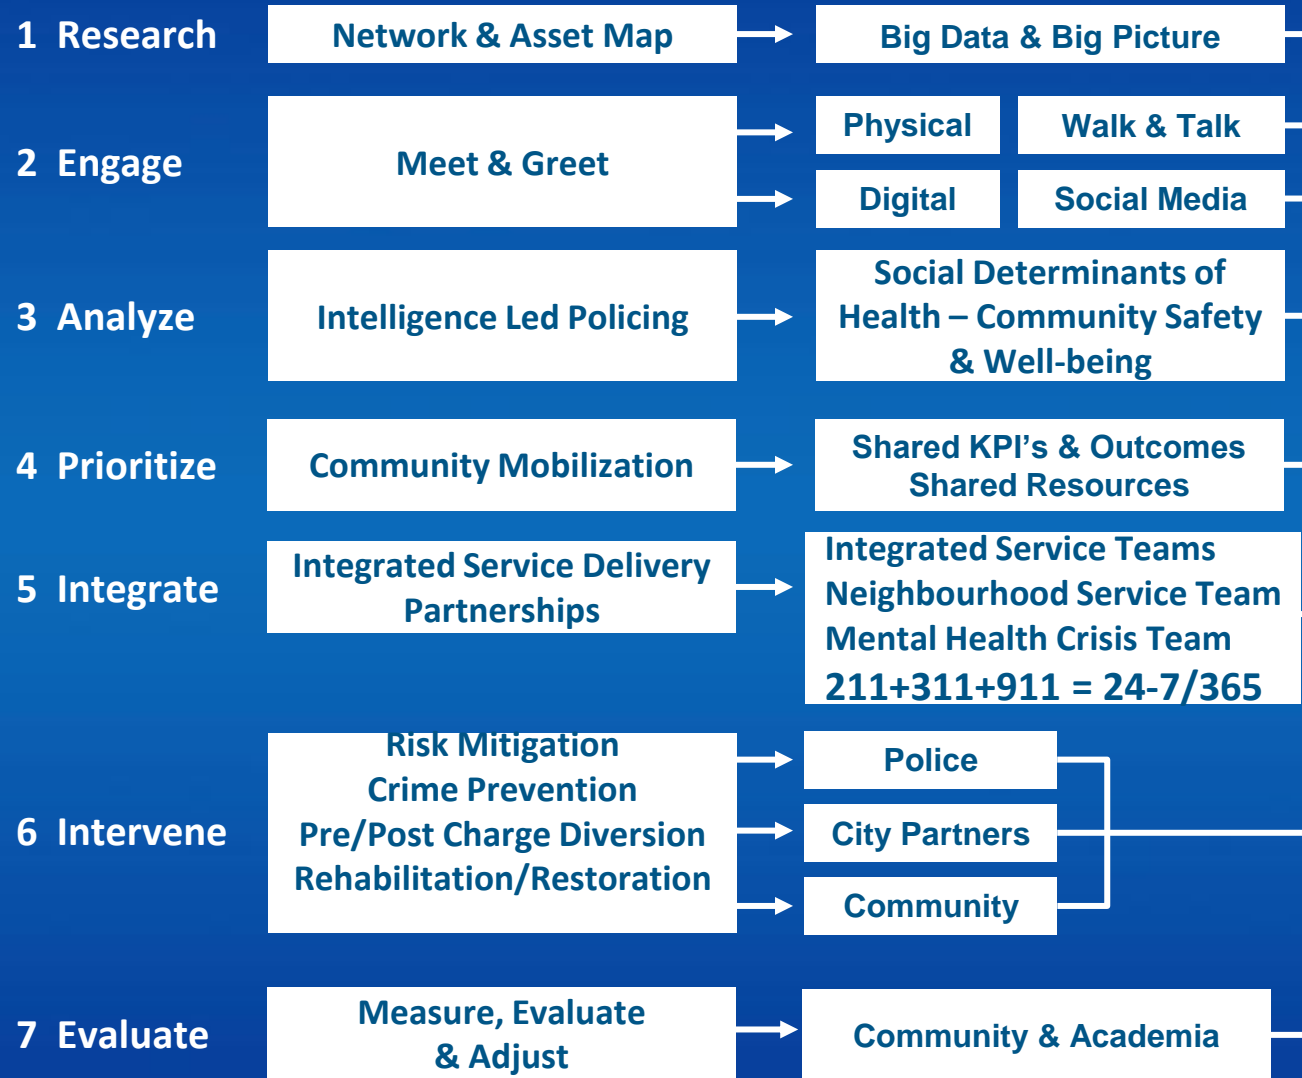 1 Research
Network & Asset Map
Big Data & Big Picture
2 Engage
Meet & Greet
Physical
Walk & Talk
Digital
Social Media
3 Analyze
Intelligence Led Policing
Social Determinants of
Health – Community Safety
& Well-being
4 Prioritize
Community Mobilization
Shared KPI's & Outcomes
Shared Resources
5 Integrate
Integrated Service Delivery
Partnerships
Integrated Service Teams
Neighbourhood Service Team
Mental Health Crisis Team
211+311+911 = 24-7/365
6 Intervene
Risk Mitigation
Crime Prevention
Pre/Post Charge Diversion
Rehabilitation/Restoration
Police
City Partners
Community
7 Evaluate
Measure, Evaluate
& Adjust
Community & Academia